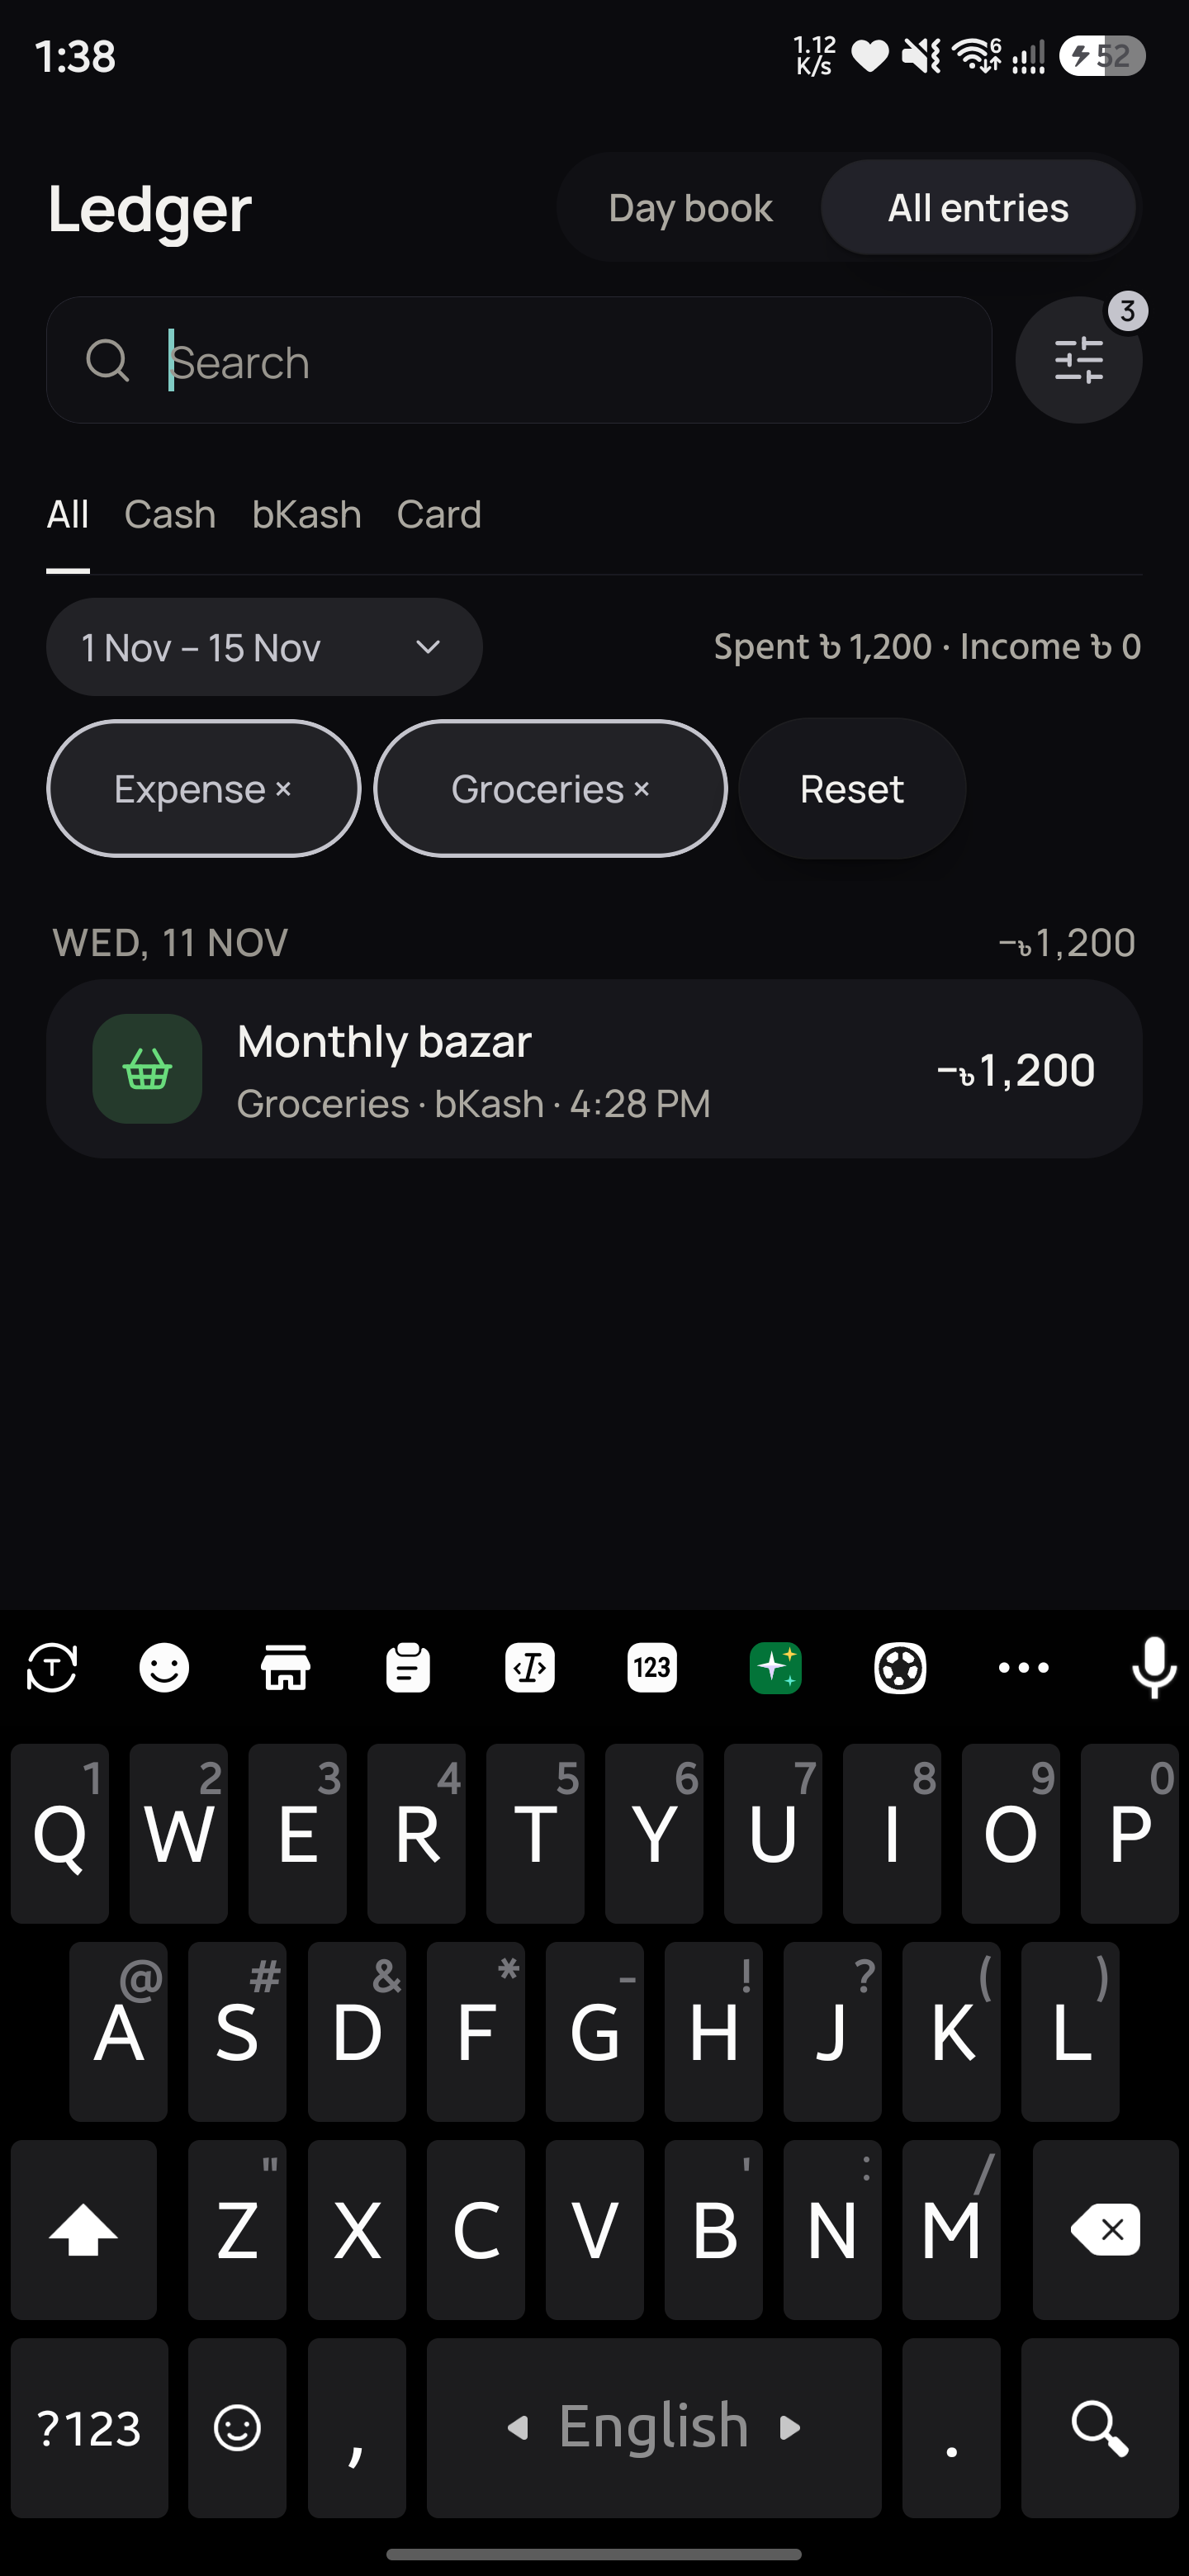 1:38
1.12 K/s
6
52
Ledger
Day book
All entries
3
Search
All
Cash
bKash
Card
1 Nov – 15 Nov
Spent ৳ 1,200 · Income ৳ 0
Expense ×
Groceries ×
Reset
WED, 11 NOV
−৳1,200
Monthly bazar
−৳1,200
Groceries · bKash · 4:28 PM
T
123
1 2 3 4 5 6 7 8 9 0
Q W E R T Y U I O P
@ # & * - ! ? ( )
A S D F G H J K L
" ' : /
Z X C V B N M
?123
,
English
.